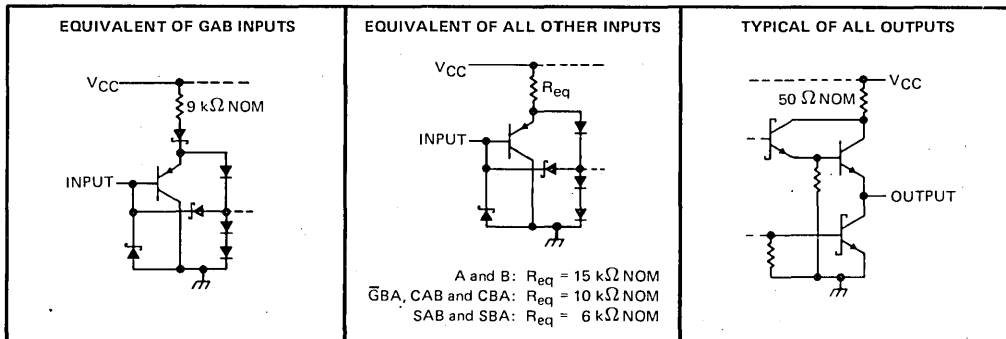 EQUIVALENT OF GAB INPUTS
VCC
9 kΩ NOM
INPUT
EQUIVALENT OF ALL OTHER INPUTS
VCC
Req
INPUT
A and B: Req = 15 kΩ NOM
G̅BA, CAB and CBA: Req = 10 kΩ NOM
SAB and SBA: Req = 6 kΩ NOM
TYPICAL OF ALL OUTPUTS
VCC
50 Ω NOM
OUTPUT